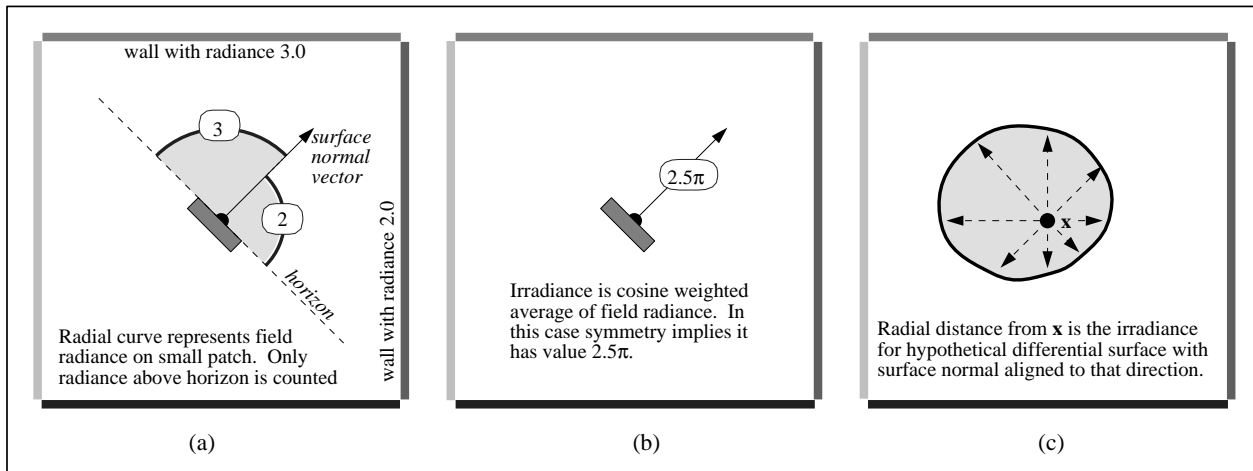 wall with radiance 3.0
3
surface
normal
vector
2
horizon
wall with radiance 2.0
Radial curve represents field
radiance on small patch.  Only
radiance above horizon is counted
(a)
2.5π
Irradiance is cosine weighted
average of field radiance.  In
this case symmetry implies it
has value 2.5π.
(b)
x
Radial distance from x is the irradiance
for hypothetical differential surface with
surface normal aligned to that direction.
(c)